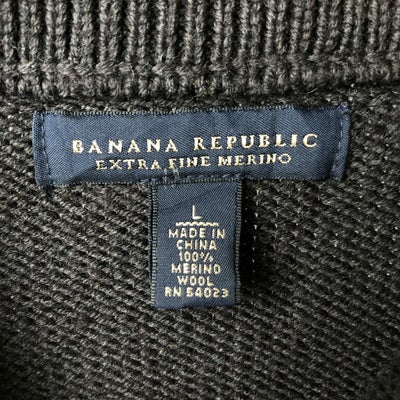 BANANA REPUBLIC
EXTRA FINE MERINO
L
MADE IN
CHINA
100%
MERINO
WOOL
RN 54023